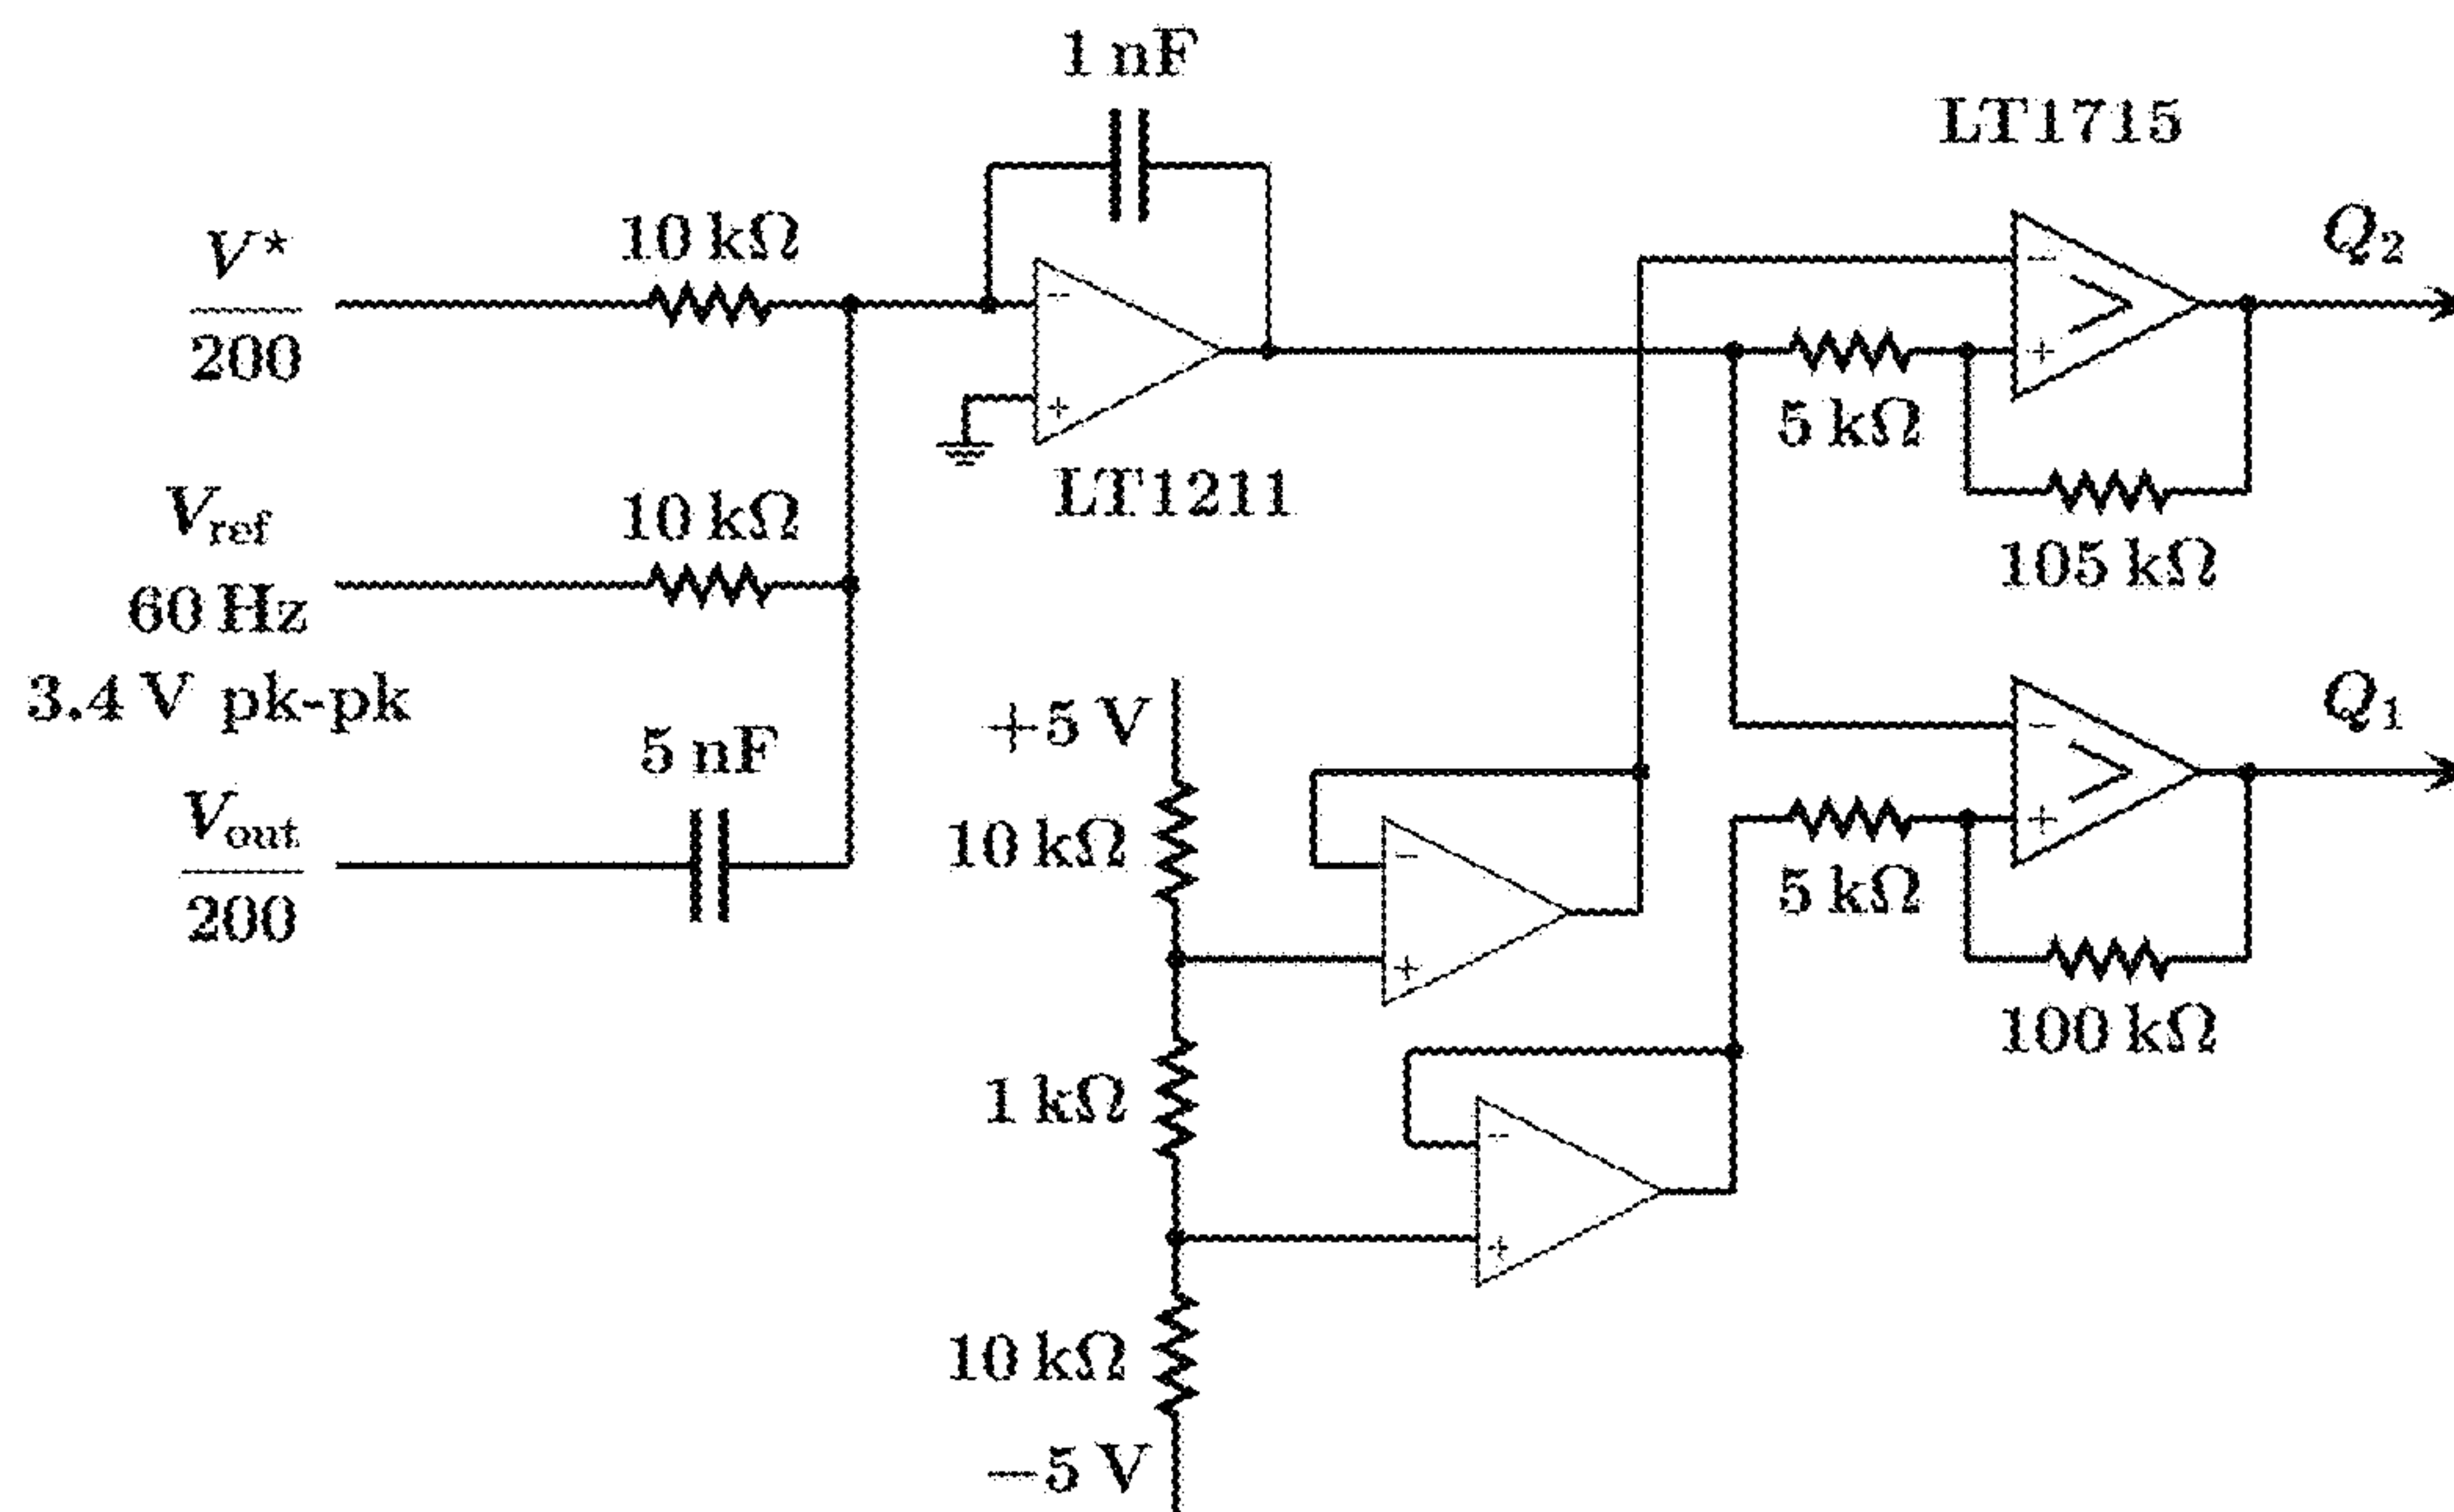 1 nF
LT1715
V*
200
10 kΩ
−
+
LT1211
−
+
5 kΩ
105 kΩ
Q2
Vref
60 Hz
3.4 V pk-pk
10 kΩ
Vout
200
5 nF
+5 V
10 kΩ
1 kΩ
10 kΩ
−5 V
−
+
−
+
−
+
5 kΩ
100 kΩ
Q1